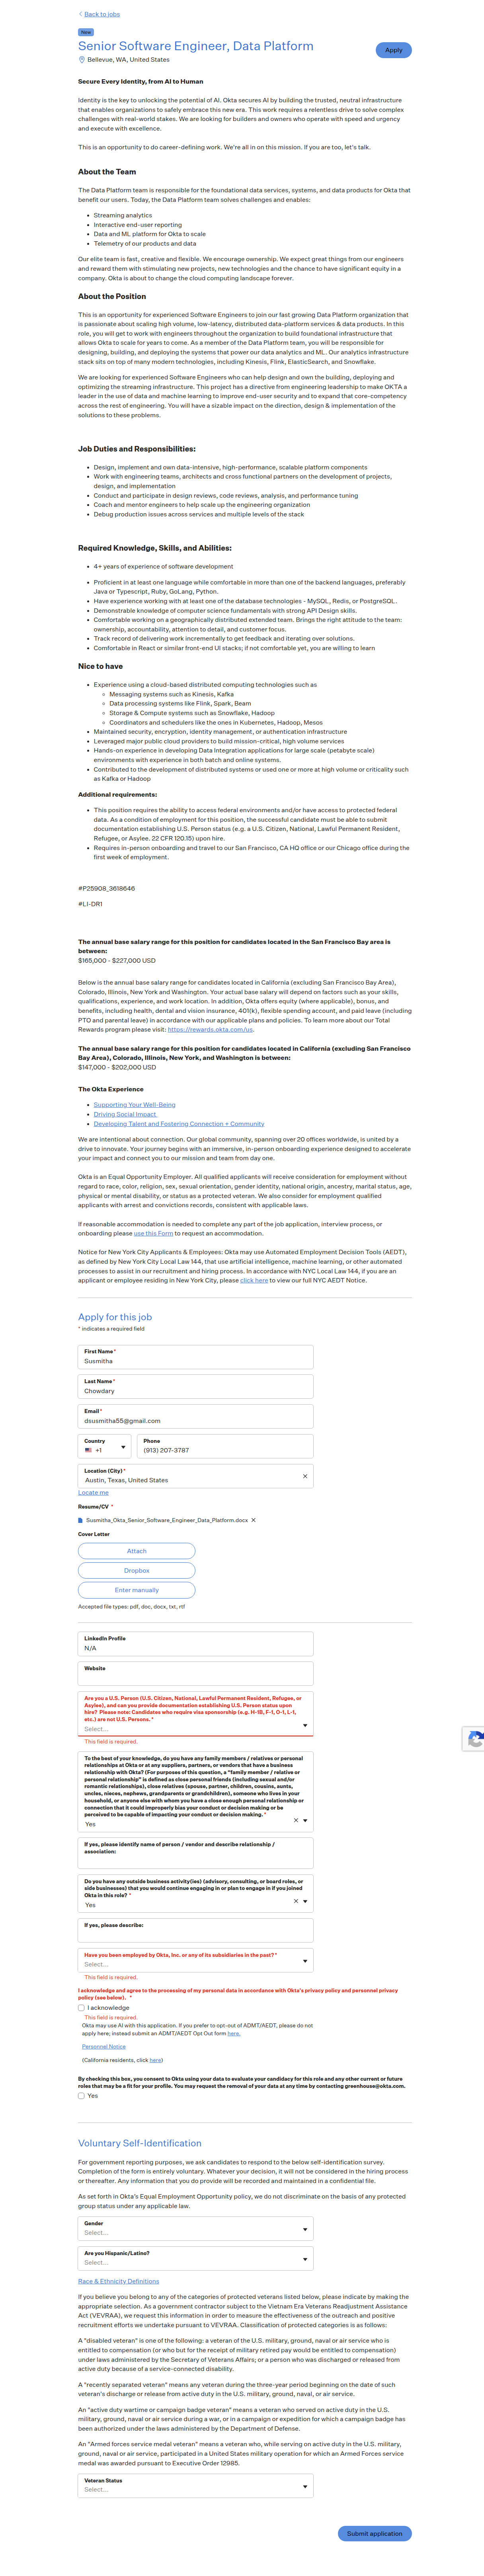 Back to jobs
New
Senior Software Engineer, Data Platform
Apply
Bellevue, WA, United States
Secure Every Identity, from AI to Human
Identity is the key to unlocking the potential of AI. Okta secures AI by building the trusted, neutral infrastructure
that enables organizations to safely embrace this new era. This work requires a relentless drive to solve complex
challenges with real-world stakes. We are looking for builders and owners who operate with speed and urgency
and execute with excellence.
This is an opportunity to do career-defining work. We're all in on this mission. If you are too, let's talk.
About the Team
The Data Platform team is responsible for the foundational data services, systems, and data products for Okta that
benefit our users. Today, the Data Platform team solves challenges and enables:
• Streaming analytics
• Interactive end-user reporting
• Data and ML platform for Okta to scale
• Telemetry of our products and data
Our elite team is fast, creative and flexible. We encourage ownership. We expect great things from our engineers
and reward them with stimulating new projects, new technologies and the chance to have significant equity in a
company. Okta is about to change the cloud computing landscape forever.
About the Position
This is an opportunity for experienced Software Engineers to join our fast growing Data Platform organization that
is passionate about scaling high volume, low-latency, distributed data-platform services & data products. In this
role, you will get to work with engineers throughout the organization to build foundational infrastructure that
allows Okta to scale for years to come. As a member of the Data Platform team, you will be responsible for
designing, building, and deploying the systems that power our data analytics and ML. Our analytics infrastructure
stack sits on top of many modern technologies, including Kinesis, Flink, ElasticSearch, and Snowflake.
We are looking for experienced Software Engineers who can help design and own the building, deploying and
optimizing the streaming infrastructure. This project has a directive from engineering leadership to make OKTA a
leader in the use of data and machine learning to improve end-user security and to expand that core-competency
across the rest of engineering. You will have a sizable impact on the direction, design & implementation of the
solutions to these problems.
Job Duties and Responsibilities:
• Design, implement and own data-intensive, high-performance, scalable platform components
• Work with engineering teams, architects and cross functional partners on the development of projects,
design, and implementation
• Conduct and participate in design reviews, code reviews, analysis, and performance tuning
• Coach and mentor engineers to help scale up the engineering organization
• Debug production issues across services and multiple levels of the stack
Required Knowledge, Skills, and Abilities:
• 4+ years of experience of software development
• Proficient in at least one language while comfortable in more than one of the backend languages, preferably
Java or Typescript, Ruby, GoLang, Python.
• Have experience working with at least one of the database technologies - MySQL, Redis, or PostgreSQL.
• Demonstrable knowledge of computer science fundamentals with strong API Design skills.
• Comfortable working on a geographically distributed extended team. Brings the right attitude to the team:
ownership, accountability, attention to detail, and customer focus.
• Track record of delivering work incrementally to get feedback and iterating over solutions.
• Comfortable in React or similar front-end UI stacks; if not comfortable yet, you are willing to learn
Nice to have
• Experience using a cloud-based distributed computing technologies such as
○ Messaging systems such as Kinesis, Kafka
○ Data processing systems like Flink, Spark, Beam
○ Storage & Compute systems such as Snowflake, Hadoop
○ Coordinators and schedulers like the ones in Kubernetes, Hadoop, Mesos
• Maintained security, encryption, identity management, or authentication infrastructure
• Leveraged major public cloud providers to build mission-critical, high volume services
• Hands-on experience in developing Data Integration applications for large scale (petabyte scale)
environments with experience in both batch and online systems.
• Contributed to the development of distributed systems or used one or more at high volume or criticality such
as Kafka or Hadoop
Additional requirements:
• This position requires the ability to access federal environments and/or have access to protected federal
data. As a condition of employment for this position, the successful candidate must be able to submit
documentation establishing U.S. Person status (e.g. a U.S. Citizen, National, Lawful Permanent Resident,
Refugee, or Asylee. 22 CFR 120.15) upon hire.
• Requires in-person onboarding and travel to our San Francisco, CA HQ office or our Chicago office during the
first week of employment.
#P25908_3618646
#LI-DR1
The annual base salary range for this position for candidates located in the San Francisco Bay area is
between:
$165,000 - $227,000 USD
Below is the annual base salary range for candidates located in California (excluding San Francisco Bay Area),
Colorado, Illinois, New York and Washington. Your actual base salary will depend on factors such as your skills,
qualifications, experience, and work location. In addition, Okta offers equity (where applicable), bonus, and
benefits, including health, dental and vision insurance, 401(k), flexible spending account, and paid leave (including
PTO and parental leave) in accordance with our applicable plans and policies. To learn more about our Total
Rewards program please visit: https://rewards.okta.com/us.
The annual base salary range for this position for candidates located in California (excluding San Francisco
Bay Area), Colorado, Illinois, New York, and Washington is between:
$147,000 - $202,000 USD
The Okta Experience
• Supporting Your Well-Being
• Driving Social Impact
• Developing Talent and Fostering Connection + Community
We are intentional about connection. Our global community, spanning over 20 offices worldwide, is united by a
drive to innovate. Your journey begins with an immersive, in-person onboarding experience designed to accelerate
your impact and connect you to our mission and team from day one.
Okta is an Equal Opportunity Employer. All qualified applicants will receive consideration for employment without
regard to race, color, religion, sex, sexual orientation, gender identity, national origin, ancestry, marital status, age,
physical or mental disability, or status as a protected veteran. We also consider for employment qualified
applicants with arrest and convictions records, consistent with applicable laws.
If reasonable accommodation is needed to complete any part of the job application, interview process, or
onboarding please use this Form to request an accommodation.
Notice for New York City Applicants & Employees: Okta may use Automated Employment Decision Tools (AEDT),
as defined by New York City Local Law 144, that use artificial intelligence, machine learning, or other automated
processes to assist in our recruitment and hiring process. In accordance with NYC Local Law 144, if you are an
applicant or employee residing in New York City, please click here to view our full NYC AEDT Notice.
Apply for this job
* indicates a required field
First Name*
Susmitha
Last Name*
Chowdary
Email*
dsusmitha55@gmail.com
Country
+1
Phone
(913) 207-3787
Location (City)*
Austin, Texas, United States
Locate me
Resume/CV *
Susmitha_Okta_Senior_Software_Engineer_Data_Platform.docx
Cover Letter
Attach
Dropbox
Enter manually
Accepted file types: pdf, doc, docx, txt, rtf
LinkedIn Profile
N/A
Website
Are you a U.S. Person (U.S. Citizen, National, Lawful Permanent Resident, Refugee, or
Asylee), and can you provide documentation establishing U.S. Person status upon
hire? Please note: Candidates who require visa sponsorship (e.g. H-1B, F-1, O-1, L-1,
etc.) are not U.S. Persons.*
Select...
This field is required.
To the best of your knowledge, do you have any family members / relatives or personal
relationships at Okta or at any suppliers, partners, or vendors that have a business
relationship with Okta? (For purposes of this question, a "family member / relative or
personal relationship" is defined as close personal friends (including sexual and/or
romantic relationships), close relatives (spouse, partner, children, cousins, aunts,
uncles, nieces, nephews, grandparents or grandchildren), someone who lives in your
household, or anyone else with whom you have a close enough personal relationship or
connection that it could improperly bias your conduct or decision making or be
perceived to be capable of impacting your conduct or decision making.*
Yes
If yes, please identify name of person / vendor and describe relationship /
association:
Do you have any outside business activity(ies) (advisory, consulting, or board roles, or
side businesses) that you would continue engaging in or plan to engage in if you joined
Okta in this role? *
Yes
If yes, please describe:
Have you been employed by Okta, Inc. or any of its subsidiaries in the past?*
Select...
This field is required.
I acknowledge and agree to the processing of my personal data in accordance with Okta's privacy policy and personnel privacy
policy (see below). *
I acknowledge
This field is required.
Okta may use AI with this application. If you prefer to opt-out of ADMT/AEDT, please do not
apply here; instead submit an ADMT/AEDT Opt Out form here.
Personnel Notice
(California residents, click here)
By checking this box, you consent to Okta using your data to evaluate your candidacy for this role and any other current or future
roles that may be a fit for your profile. You may request the removal of your data at any time by contacting greenhouse@okta.com.
Yes
Voluntary Self-Identification
For government reporting purposes, we ask candidates to respond to the below self-identification survey.
Completion of the form is entirely voluntary. Whatever your decision, it will not be considered in the hiring process
or thereafter. Any information that you do provide will be recorded and maintained in a confidential file.
As set forth in Okta's Equal Employment Opportunity policy, we do not discriminate on the basis of any protected
group status under any applicable law.
Gender
Select...
Are you Hispanic/Latino?
Select...
Race & Ethnicity Definitions
If you believe you belong to any of the categories of protected veterans listed below, please indicate by making the
appropriate selection. As a government contractor subject to the Vietnam Era Veterans Readjustment Assistance
Act (VEVRAA), we request this information in order to measure the effectiveness of the outreach and positive
recruitment efforts we undertake pursuant to VEVRAA. Classification of protected categories is as follows:
A "disabled veteran" is one of the following: a veteran of the U.S. military, ground, naval or air service who is
entitled to compensation (or who but for the receipt of military retired pay would be entitled to compensation)
under laws administered by the Secretary of Veterans Affairs; or a person who was discharged or released from
active duty because of a service-connected disability.
A "recently separated veteran" means any veteran during the three-year period beginning on the date of such
veteran's discharge or release from active duty in the U.S. military, ground, naval, or air service.
An "active duty wartime or campaign badge veteran" means a veteran who served on active duty in the U.S.
military, ground, naval or air service during a war, or in a campaign or expedition for which a campaign badge has
been authorized under the laws administered by the Department of Defense.
An "Armed forces service medal veteran" means a veteran who, while serving on active duty in the U.S. military,
ground, naval or air service, participated in a United States military operation for which an Armed Forces service
medal was awarded pursuant to Executive Order 12985.
Veteran Status
Select...
Submit application